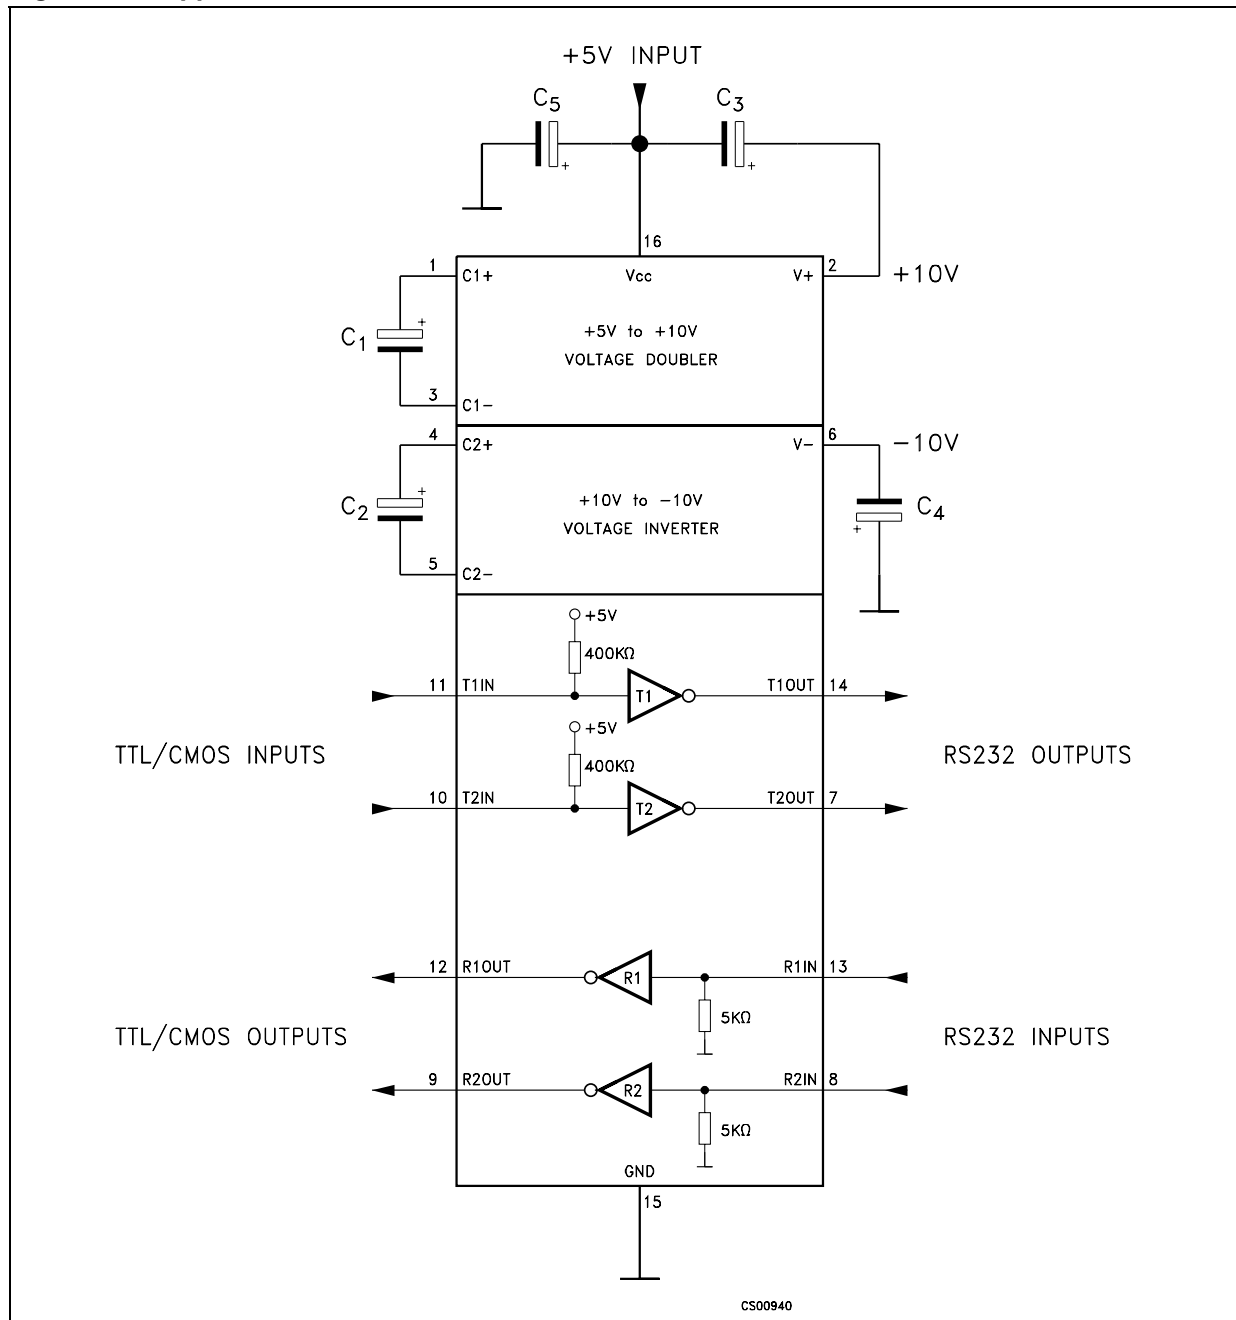 +5V INPUT
C5 C3
+ +
16
1 C1+ Vcc V+ 2 +10V
+5V to +10V
C1 +
VOLTAGE DOUBLER
3 C1-
4 C2+ V- 6 -10V
+10V to -10V
C2 + C4 +
VOLTAGE INVERTER
5 C2-
+5V
400KΩ
11 T1IN T1 T1OUT 14
+5V
TTL/CMOS INPUTS RS232 OUTPUTS
400KΩ
10 T2IN T2 T2OUT 7
12 R1OUT R1 R1IN 13
5KΩ
TTL/CMOS OUTPUTS RS232 INPUTS
9 R2OUT R2 R2IN 8
5KΩ
GND
15
CS00940